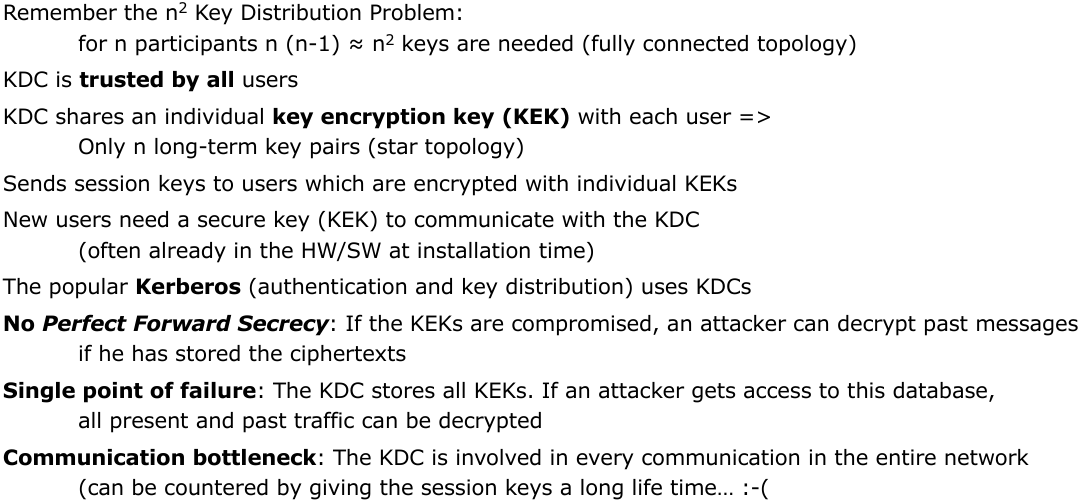 Remember the n² Key Distribution Problem:
for n participants n (n-1) ≈ n² keys are needed (fully connected topology)
KDC is trusted by all users
KDC shares an individual key encryption key (KEK) with each user =>
Only n long-term key pairs (star topology)
Sends session keys to users which are encrypted with individual KEKs
New users need a secure key (KEK) to communicate with the KDC
(often already in the HW/SW at installation time)
The popular Kerberos (authentication and key distribution) uses KDCs
No Perfect Forward Secrecy: If the KEKs are compromised, an attacker can decrypt past messages
if he has stored the ciphertexts
Single point of failure: The KDC stores all KEKs. If an attacker gets access to this database,
all present and past traffic can be decrypted
Communication bottleneck: The KDC is involved in every communication in the entire network
(can be countered by giving the session keys a long life time… :-(